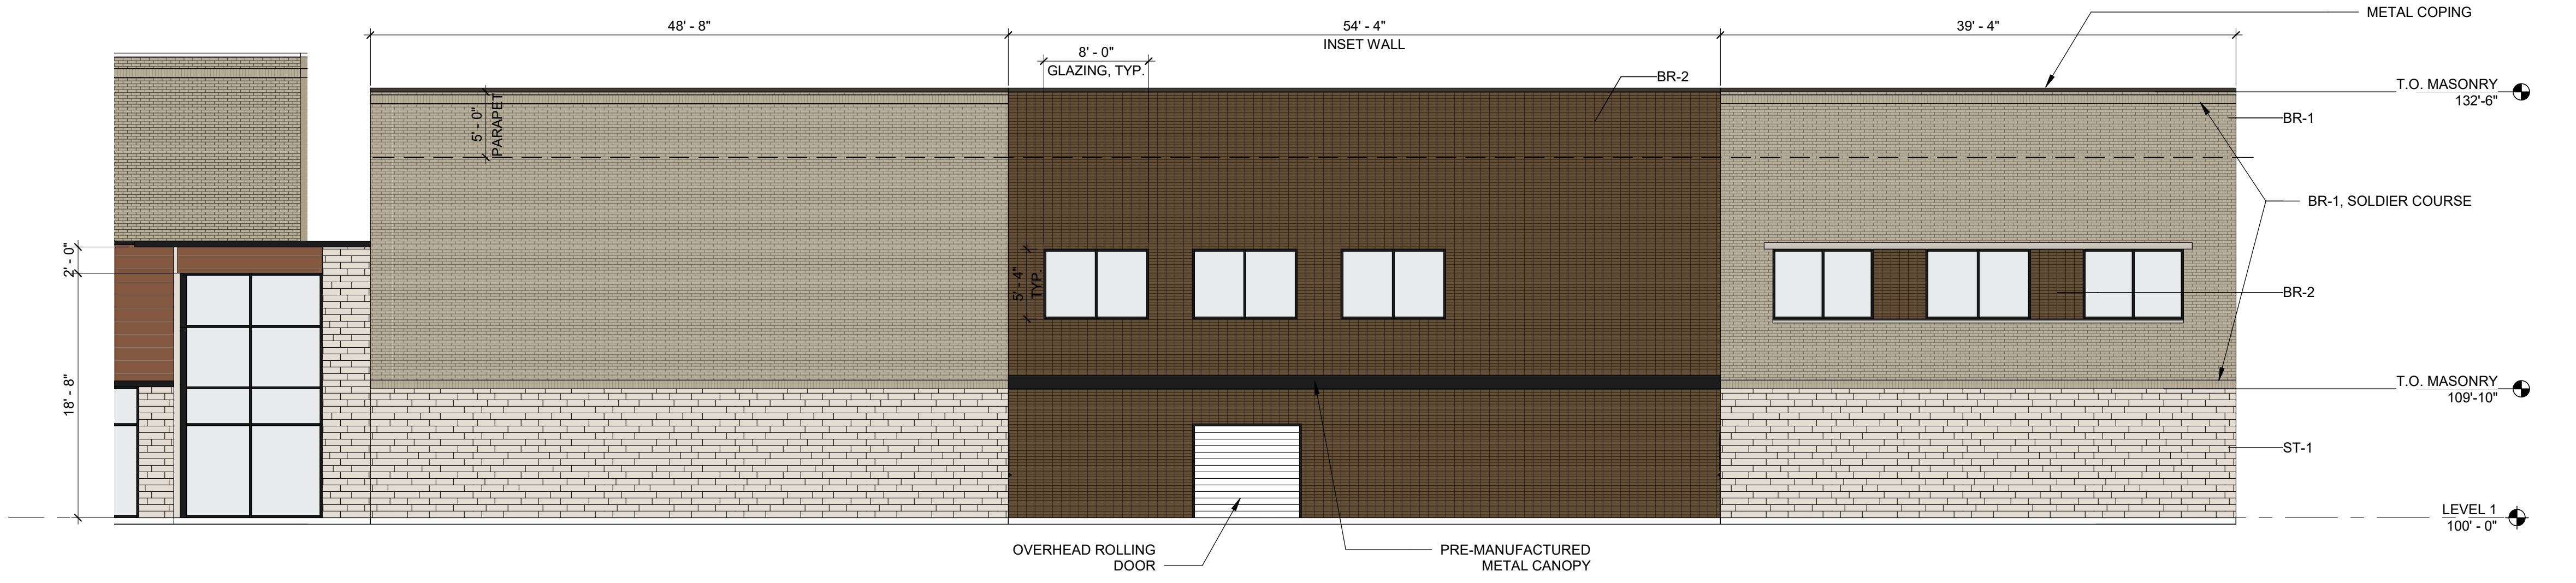 48' - 8"
54' - 4"
INSET WALL
39' - 4"
METAL COPING
8' - 0"
GLAZING, TYP.
BR-2
T.O. MASONRY
132'-6"
5' - 0"
PARAPET
BR-1
BR-1, SOLDIER COURSE
2' - 0"
5' - 4"
TYP.
BR-2
18' - 8"
T.O. MASONRY
109'-10"
ST-1
LEVEL 1
100' - 0"
OVERHEAD ROLLING
DOOR
PRE-MANUFACTURED
METAL CANOPY